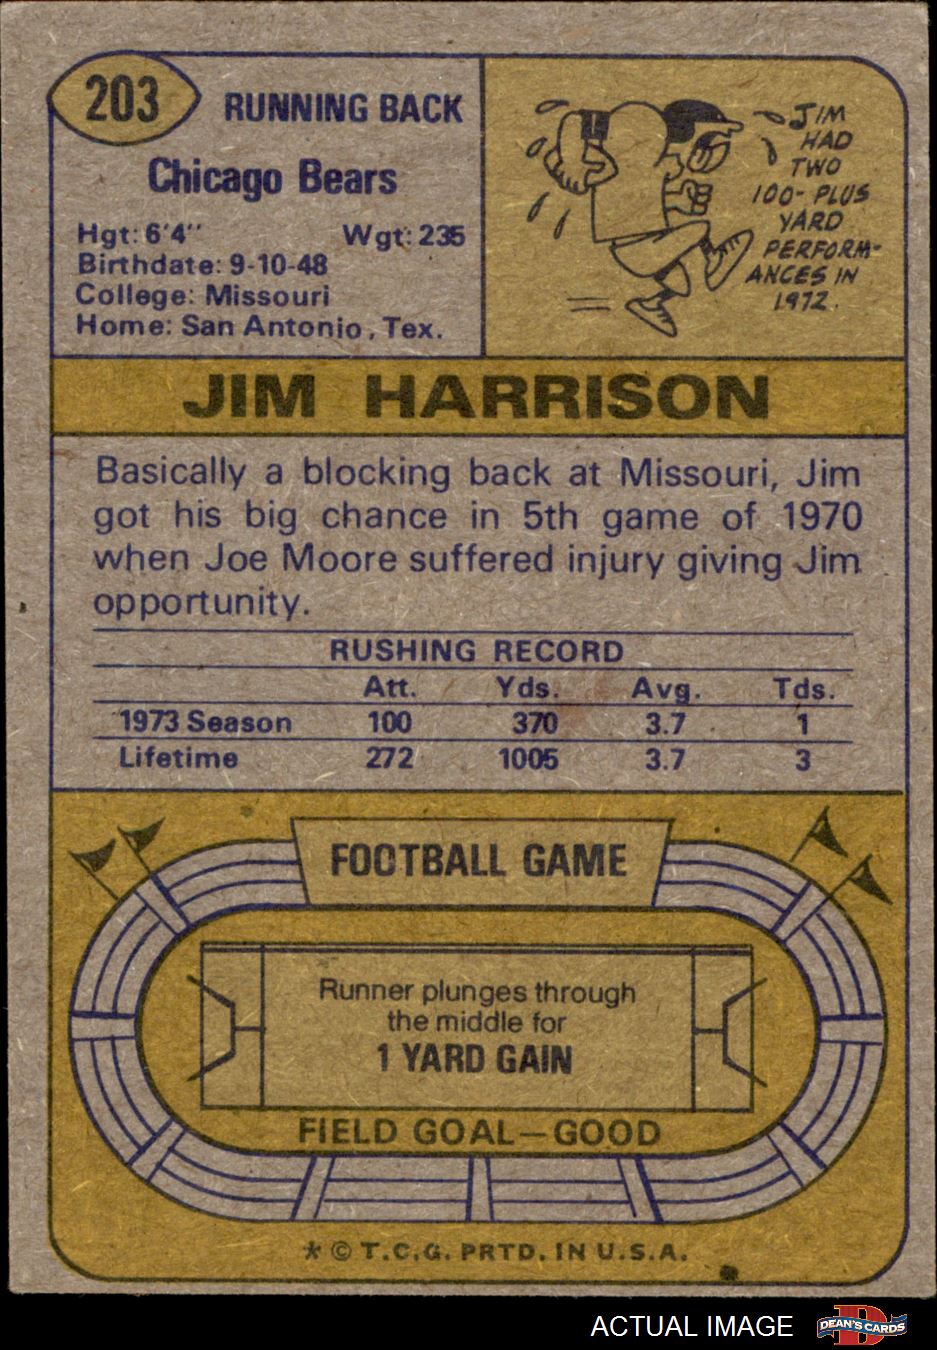 203
RUNNING BACK
Chicago Bears
Hgt: 6'4" Wgt: 235
Birthdate: 9-10-48
College: Missouri
Home: San Antonio, Tex.
JIM
HAD
TWO
100-PLUS
YARD
PERFORM-
ANCES IN
1972.
JIM HARRISON
Basically a blocking back at Missouri, Jim
got his big chance in 5th game of 1970
when Joe Moore suffered injury giving Jim
opportunity.
RUSHING RECORD
Att. Yds. Avg. Tds.
1973 Season 100 370 3.7 1
Lifetime 272 1005 3.7 3
FOOTBALL GAME
Runner plunges through
the middle for
1 YARD GAIN
FIELD GOAL—GOOD
* © T.C.G. PRTD. IN U.S.A.
ACTUAL IMAGE
D
DEAN'S CARDS